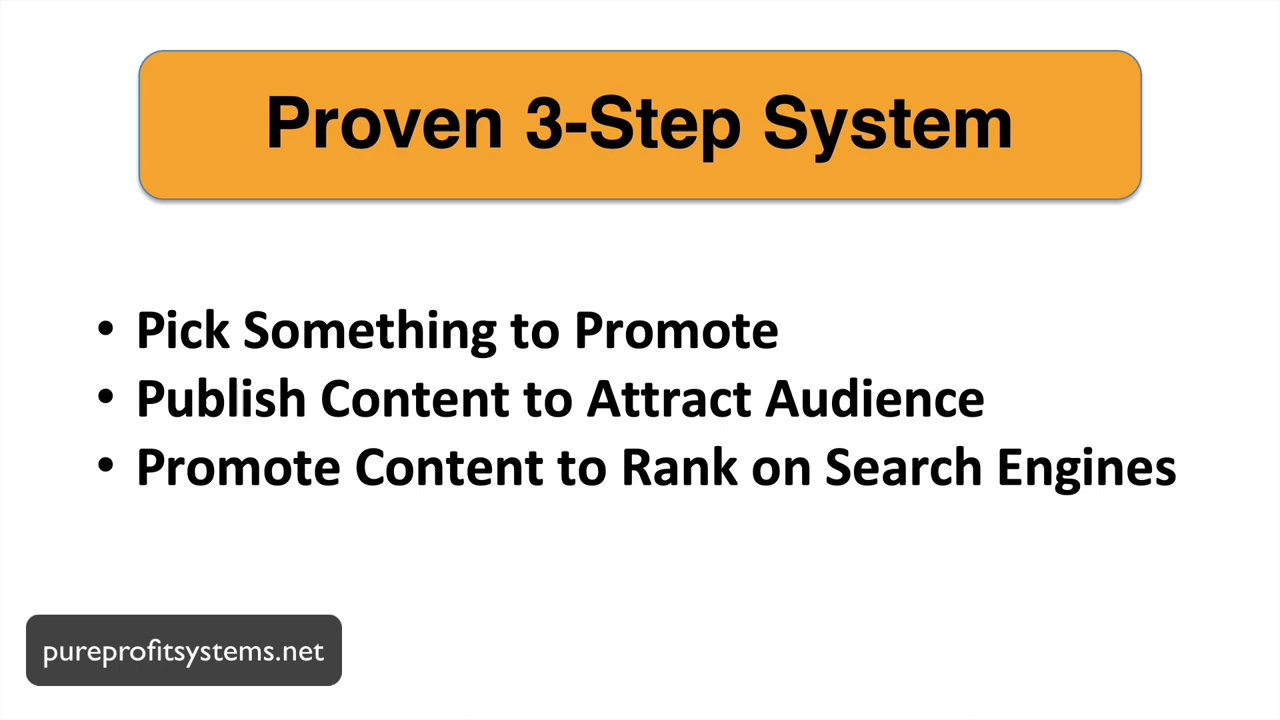 Proven 3-Step System
• Pick Something to Promote
• Publish Content to Attract Audience
• Promote Content to Rank on Search Engines
pureprofitsystems.net